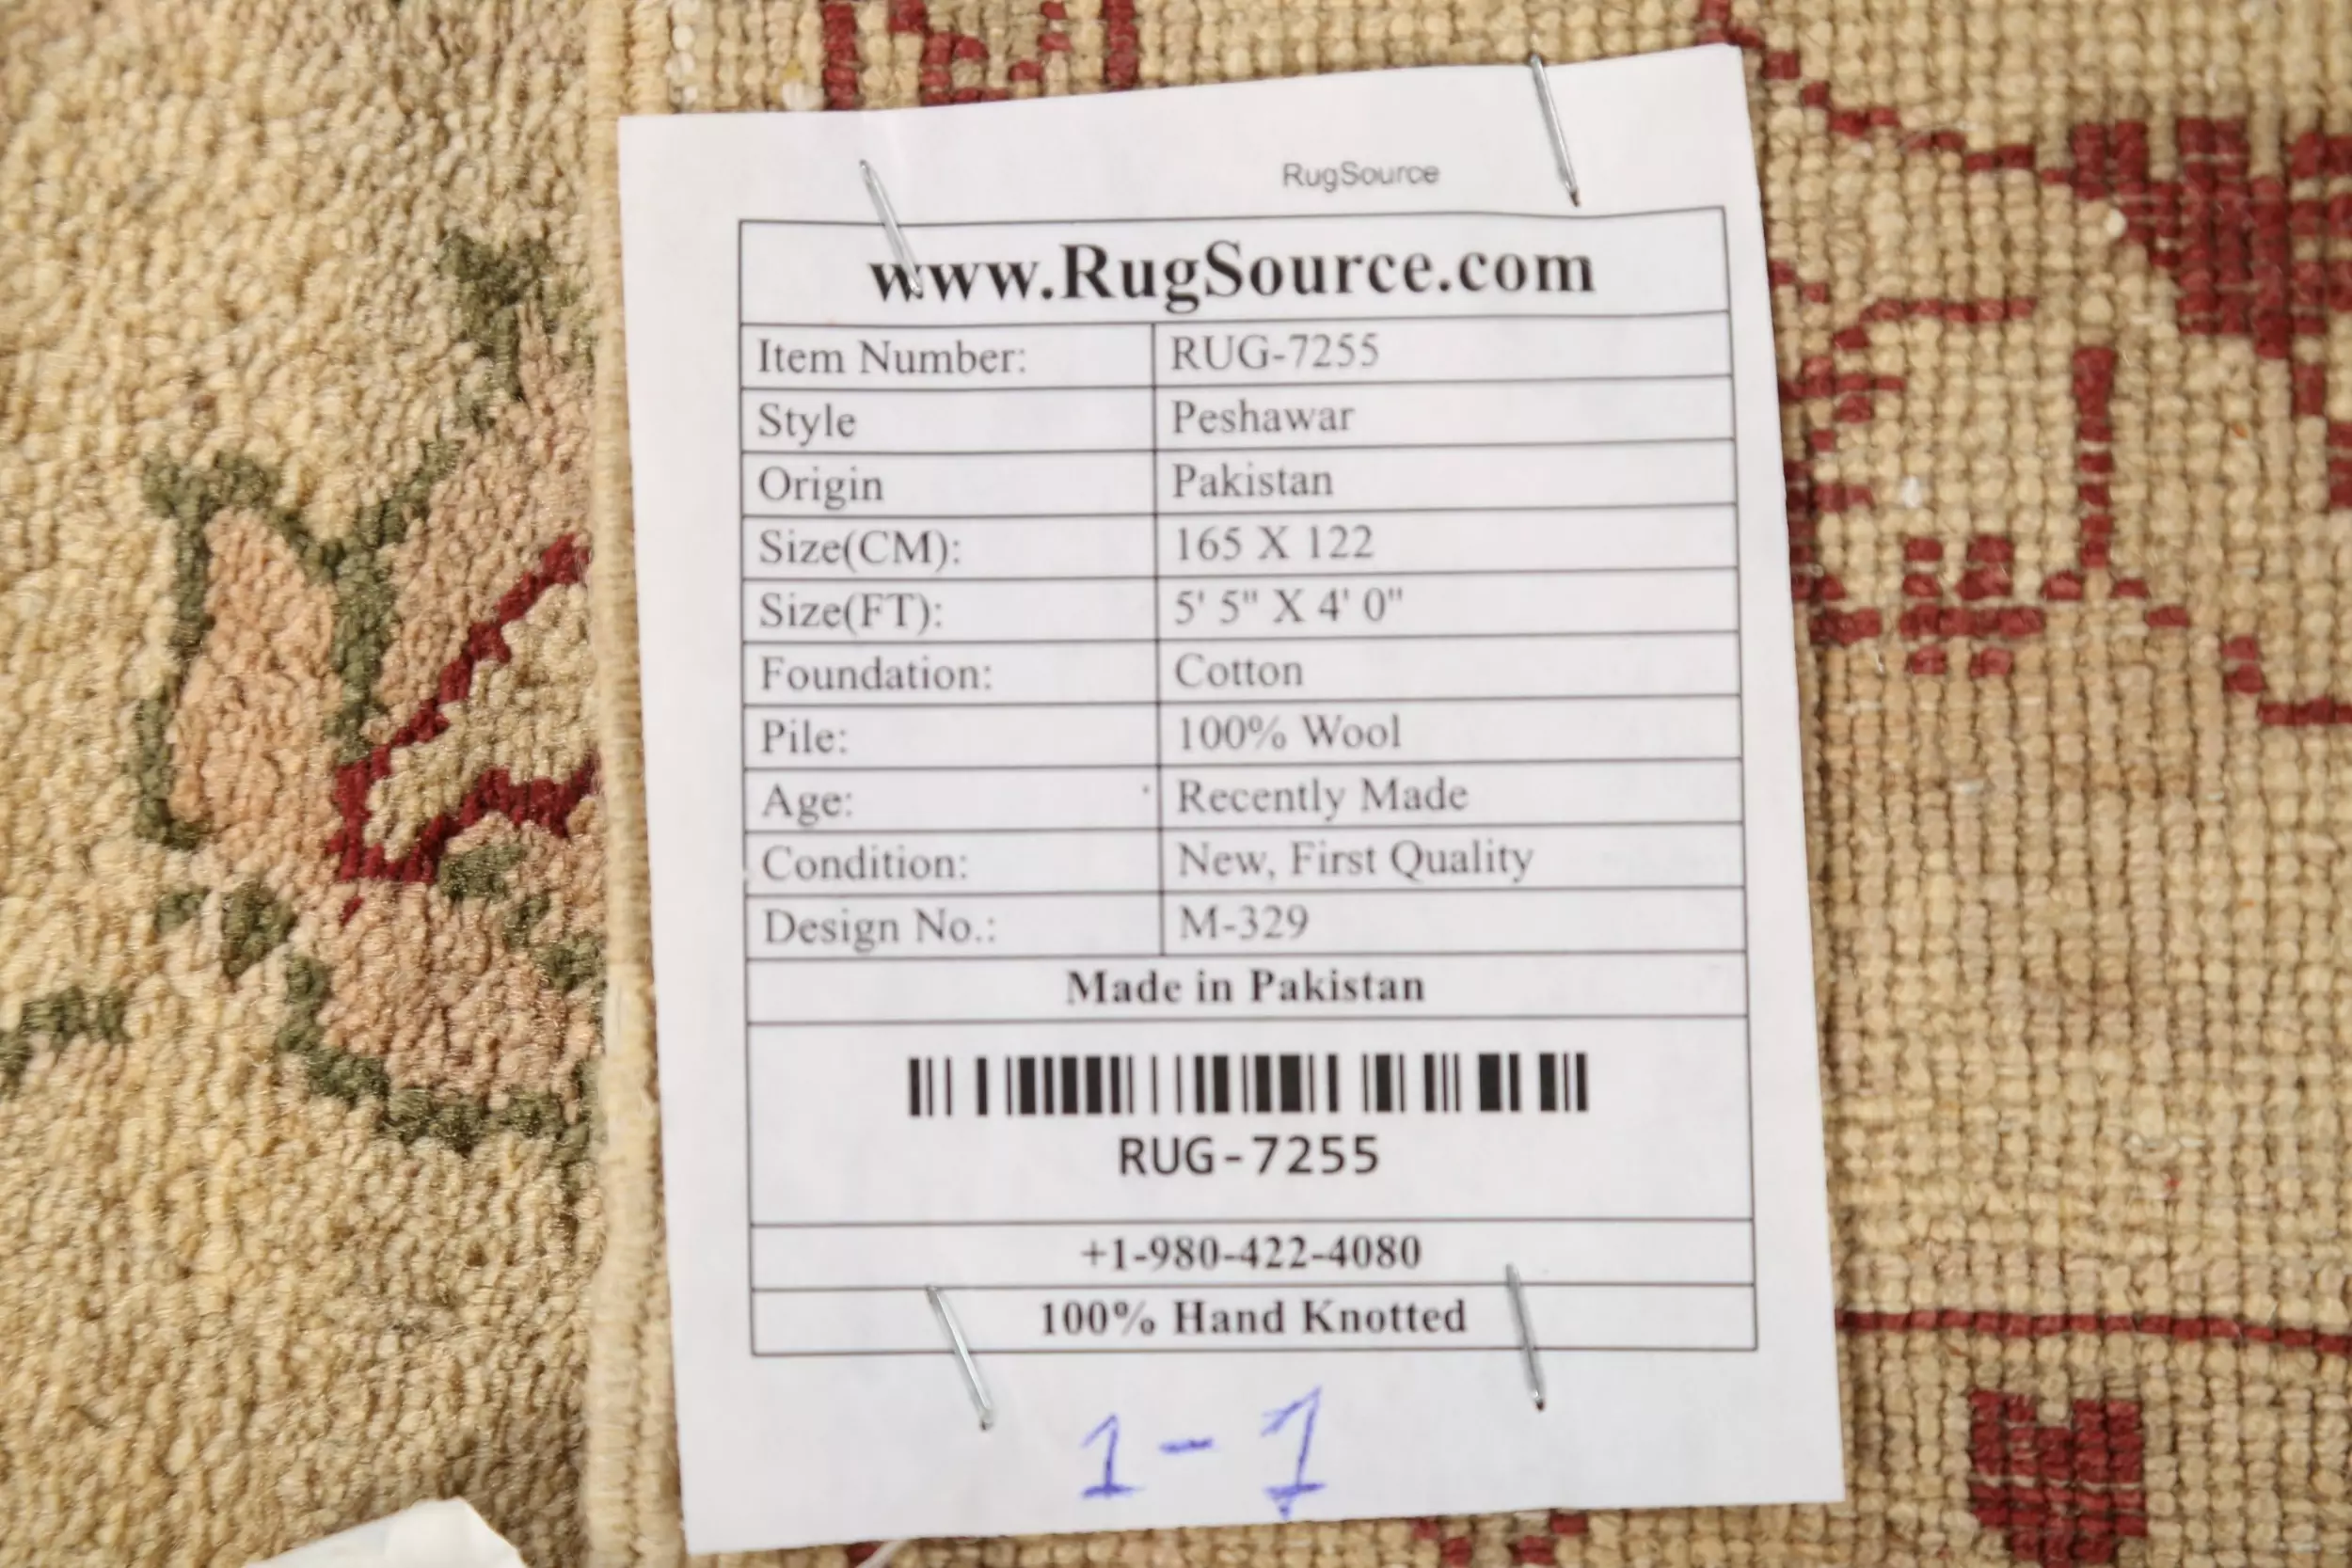 RugSource
www.RugSource.com
Item Number: RUG-7255
Style Peshawar
Origin Pakistan
Size(CM): 165 X 122
Size(FT): 5' 5" X 4' 0"
Foundation: Cotton
Pile: 100% Wool
Age: Recently Made
Condition: New, First Quality
Design No.: M-329
Made in Pakistan
RUG-7255
+1-980-422-4080
100% Hand Knotted
1-1